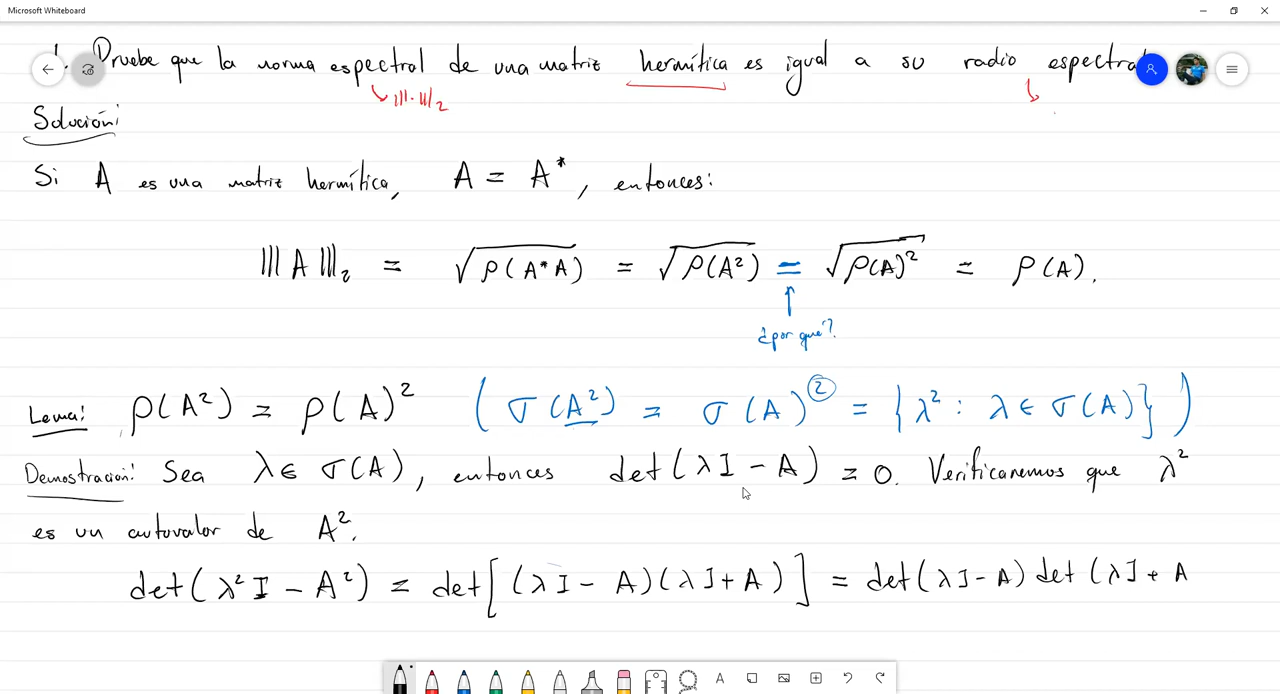 Microsoft Whiteboard
1. Pruebe que la norma espectral de una matriz hermítica es igual a su radio espectra
|||·|||₂
Solución:
Si A es una matriz hermítica, A = A*, entonces:
|||A|||₂ = √ρ(A*A) = √ρ(A²) = √ρ(A)² = ρ(A).
¿por qué?
Lema: ρ(A²) = ρ(A)² (σ(A²) = σ(A)² = {λ² : λ ∈ σ(A)})
Demostración: Sea λ ∈ σ(A), entonces det(λI - A) = 0. Verificaremos que λ²
es un autovalor de A².
det(λ²I - A²) = det[(λI - A)(λI + A)] = det(λI - A) det(λI + A